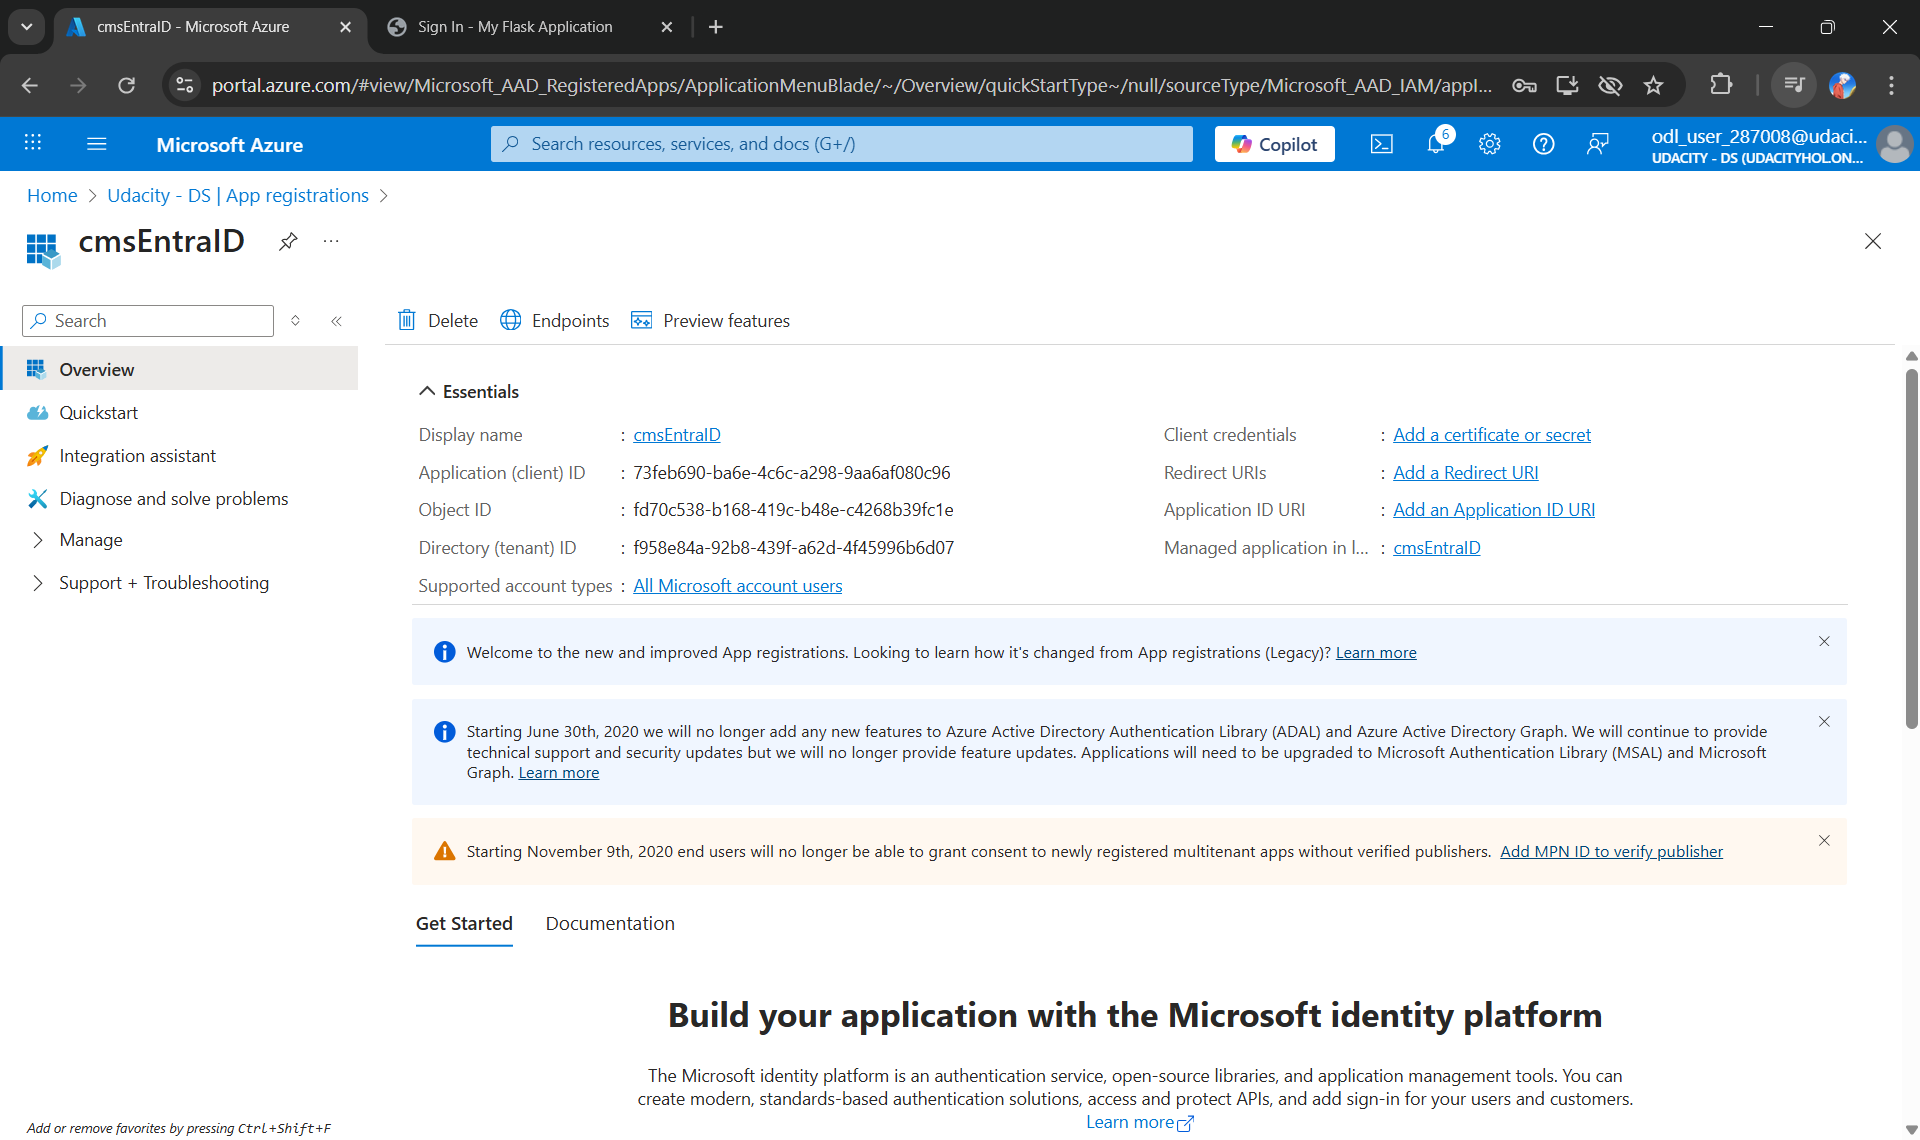 cmsEntraID - Microsoft Azure
Sign In - My Flask Application
portal.azure.com/#view/Microsoft_AAD_RegisteredApps/ApplicationMenuBlade/~/Overview/quickStartType~/null/sourceType/Microsoft_AAD_IAM/appI...
Microsoft Azure
Search resources, services, and docs (G+/)
Copilot
6
odl_user_287008@udaci...
UDACITY - DS (UDACITYHOL.ON...
Home > Udacity - DS | App registrations >
cmsEntraID
Search
Delete
Endpoints
Preview features
Overview
Quickstart
Integration assistant
Diagnose and solve problems
Manage
Support + Troubleshooting
Essentials
Display name : cmsEntraID
Application (client) ID : 73feb690-ba6e-4c6c-a298-9aa6af080c96
Object ID : fd70c538-b168-419c-b48e-c4268b39fc1e
Directory (tenant) ID : f958e84a-92b8-439f-a62d-4f45996b6d07
Supported account types : All Microsoft account users
Client credentials : Add a certificate or secret
Redirect URIs : Add a Redirect URI
Application ID URI : Add an Application ID URI
Managed application in l... : cmsEntraID
Welcome to the new and improved App registrations. Looking to learn how it's changed from App registrations (Legacy)? Learn more
Starting June 30th, 2020 we will no longer add any new features to Azure Active Directory Authentication Library (ADAL) and Azure Active Directory Graph. We will continue to provide
technical support and security updates but we will no longer provide feature updates. Applications will need to be upgraded to Microsoft Authentication Library (MSAL) and Microsoft
Graph. Learn more
Starting November 9th, 2020 end users will no longer be able to grant consent to newly registered multitenant apps without verified publishers. Add MPN ID to verify publisher
Get Started
Documentation
Build your application with the Microsoft identity platform
The Microsoft identity platform is an authentication service, open-source libraries, and application management tools. You can
create modern, standards-based authentication solutions, access and protect APIs, and add sign-in for your users and customers.
Learn more
Add or remove favorites by pressing Ctrl+Shift+F